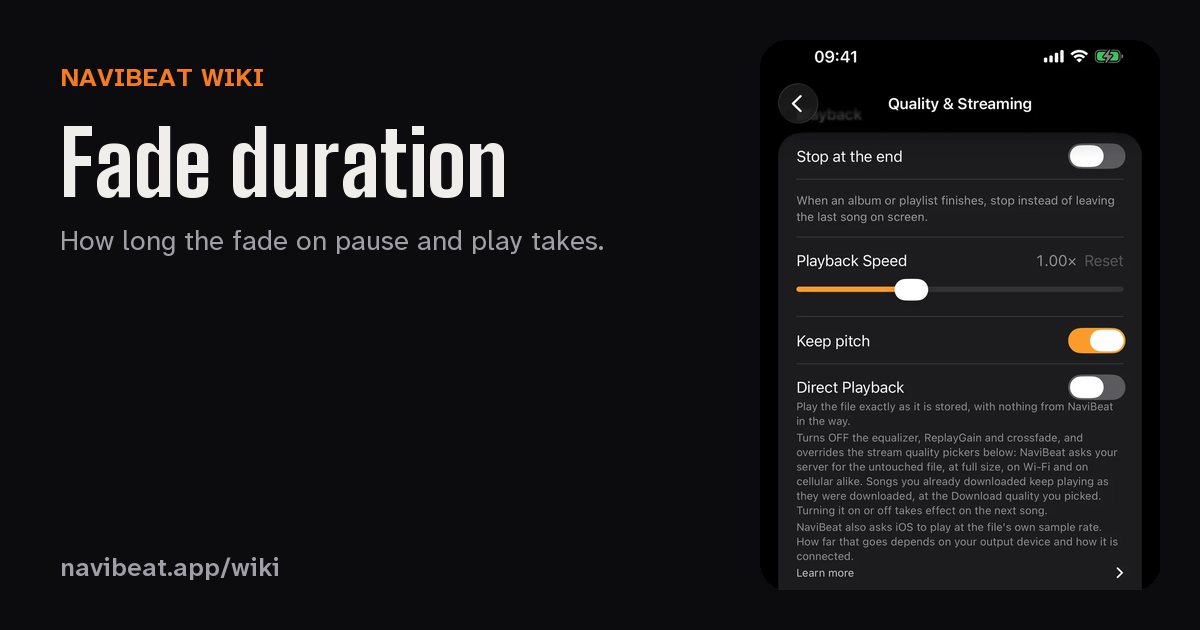 NAVIBEAT WIKI
Fade duration
How long the fade on pause and play takes.
navibeat.app/wiki
09:41
Quality & Streaming
Stop at the end
When an album or playlist finishes, stop instead of leaving
the last song on screen.
Playback Speed
1.00× Reset
Keep pitch
Direct Playback
Play the file exactly as it is stored, with nothing from NaviBeat
in the way.
Turns OFF the equalizer, ReplayGain and crossfade, and
overrides the stream quality pickers below: NaviBeat asks your
server for the untouched file, at full size, on Wi-Fi and on
cellular alike. Songs you already downloaded keep playing as
they were downloaded, at the Download quality you picked.
Turning it on or off takes effect on the next song.
NaviBeat also asks iOS to play at the file's own sample rate.
How far that goes depends on your output device and how it is
connected.
Learn more